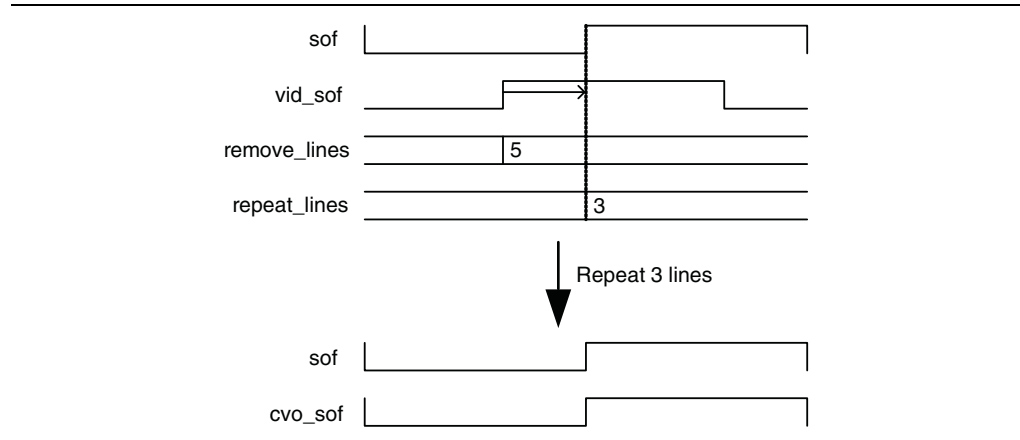 sof
vid_sof
remove_lines
5
repeat_lines
3
Repeat 3 lines
sof
cvo_sof